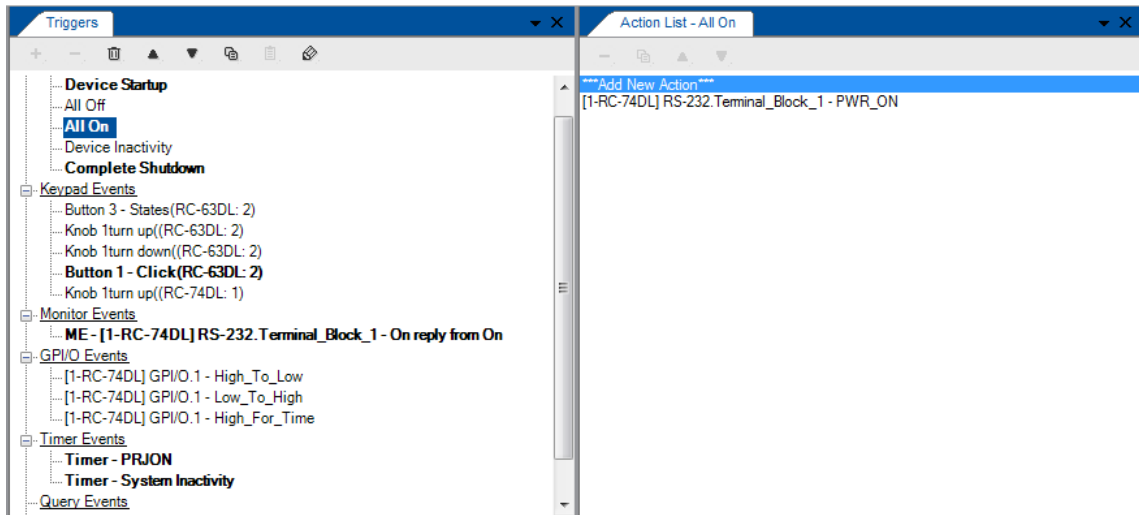 Triggers
Device Startup
All Off
All On
Device Inactivity
Complete Shutdown
Keypad Events
Button 3 - States(RC-63DL: 2)
Knob 1turn up((RC-63DL: 2)
Knob 1turn down((RC-63DL: 2)
Button 1 - Click(RC-63DL: 2)
Knob 1turn up((RC-74DL: 1)
Monitor Events
ME - [1-RC-74DL] RS-232.Terminal_Block_1 - On reply from On
GPI/O Events
[1-RC-74DL] GPI/O.1 - High_To_Low
[1-RC-74DL] GPI/O.1 - Low_To_High
[1-RC-74DL] GPI/O.1 - High_For_Time
Timer Events
Timer - PRJON
Timer - System Inactivity
Query Events
Action List - All On
***Add New Action***
[1-RC-74DL] RS-232.Terminal_Block_1 - PWR_ON